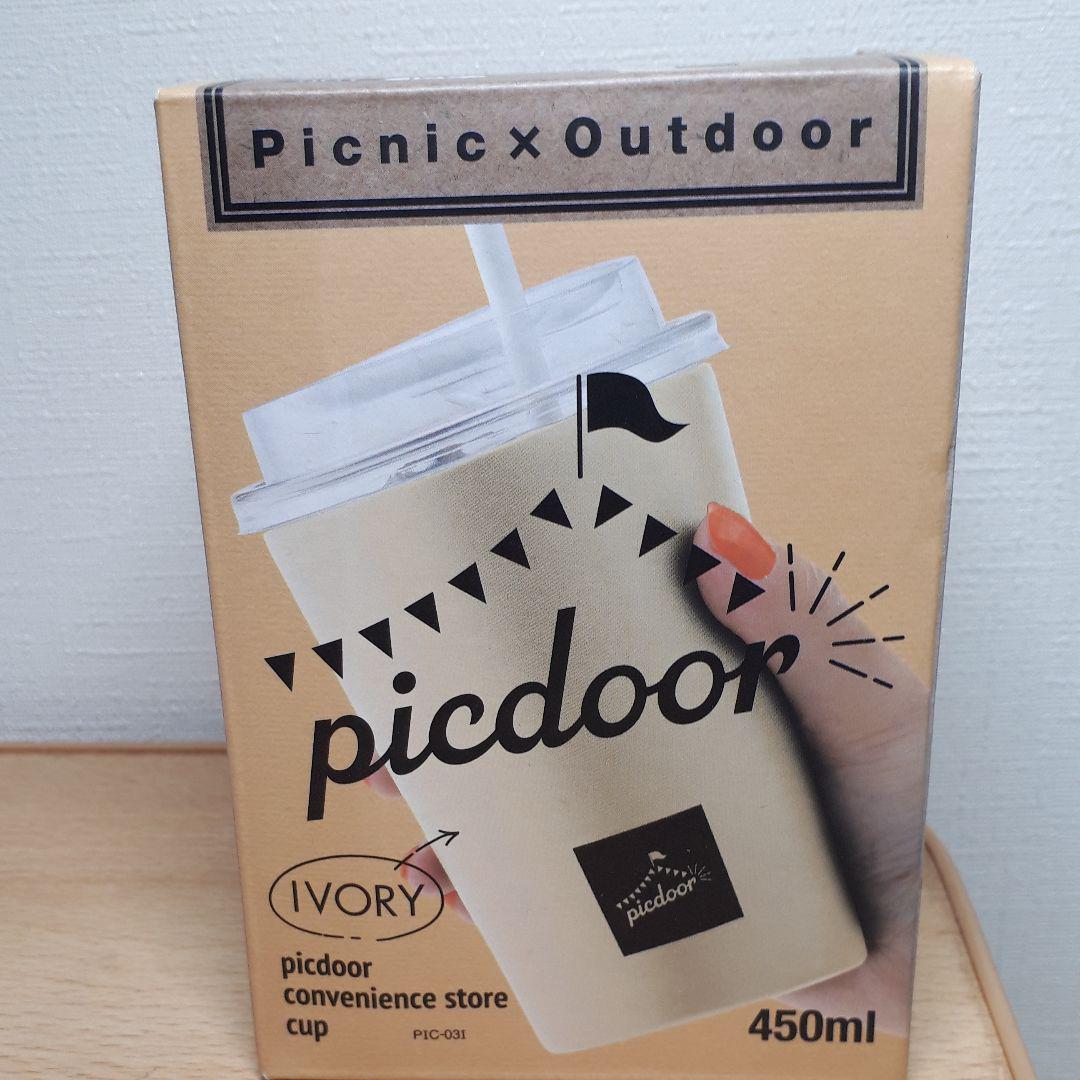 Picnic×Outdoor
picdoor
picdoor
IVORY
picdoor
convenience store
cup
PIC-03I
450ml